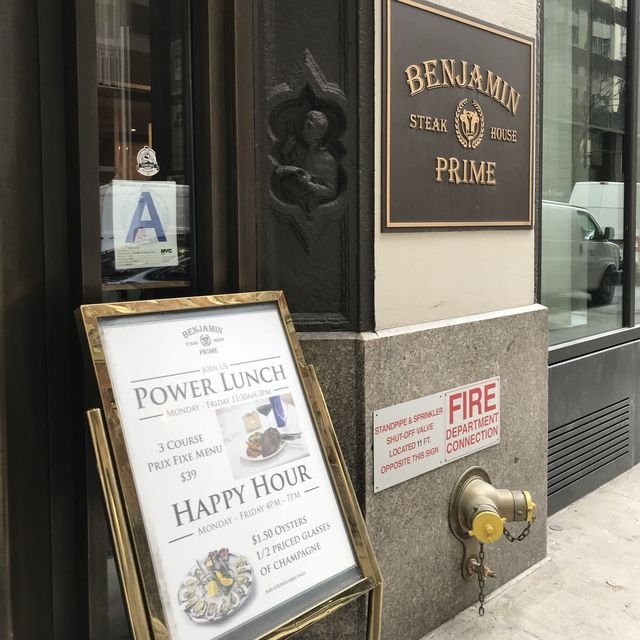 BENJAMIN
STEAK HOUSE
PRIME
A
NYC
BENJAMIN
STEAK HOUSE
PRIME
JOIN US
POWER LUNCH
MONDAY - FRIDAY 11:30AM-3PM
3 COURSE
PRIX FIXE MENU
$39
HAPPY HOUR
MONDAY - FRIDAY 4PM - 7PM
$1.50 OYSTERS
1/2 PRICED GLASSES
OF CHAMPAGNE
STANDPIPE & SPRINKLER
SHUT-OFF VALVE
LOCATED 11 FT.
OPPOSITE THIS SIGN
FIRE
DEPARTMENT
CONNECTION